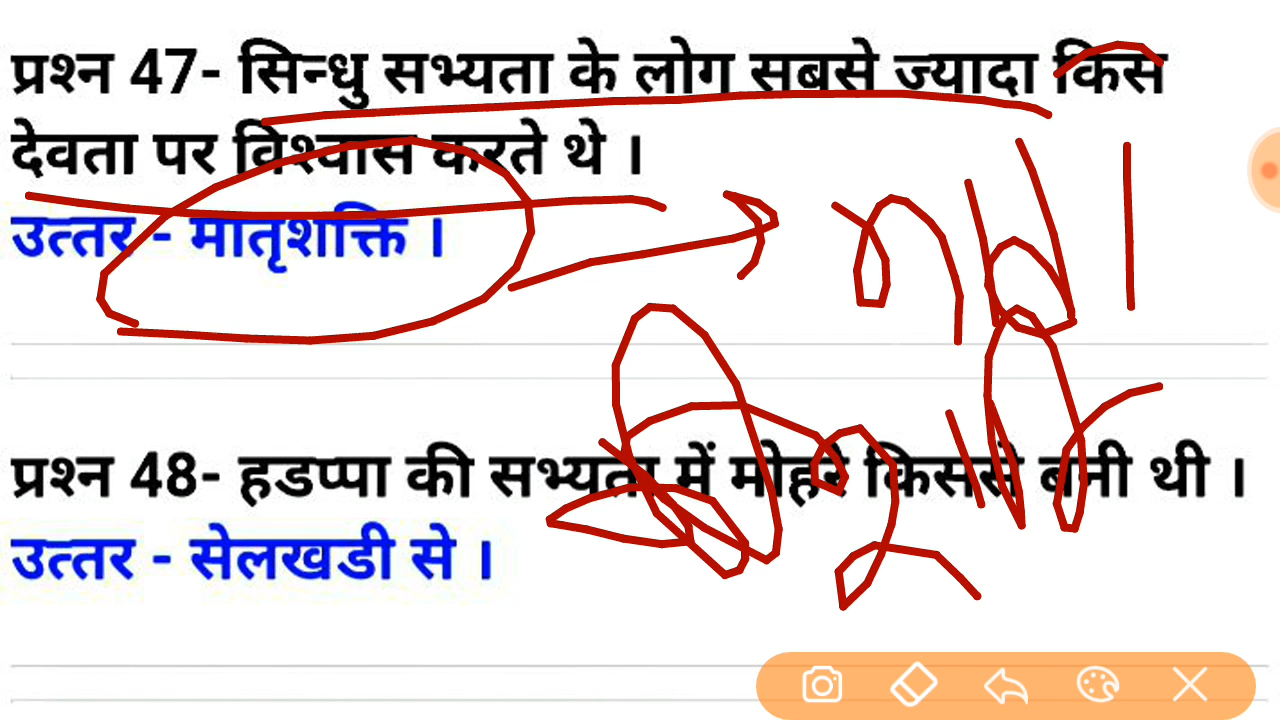 प्रश्न 47- सिन्धु सभ्यता के लोग सबसे ज्यादा किस
देवता पर विश्वास करते थे ।
उत्तर - मातृशक्ति ।
प्रश्न 48- हडप्पा की सभ्यता में मोहरे किससे बनी थी ।
उत्तर - सेलखडी से ।